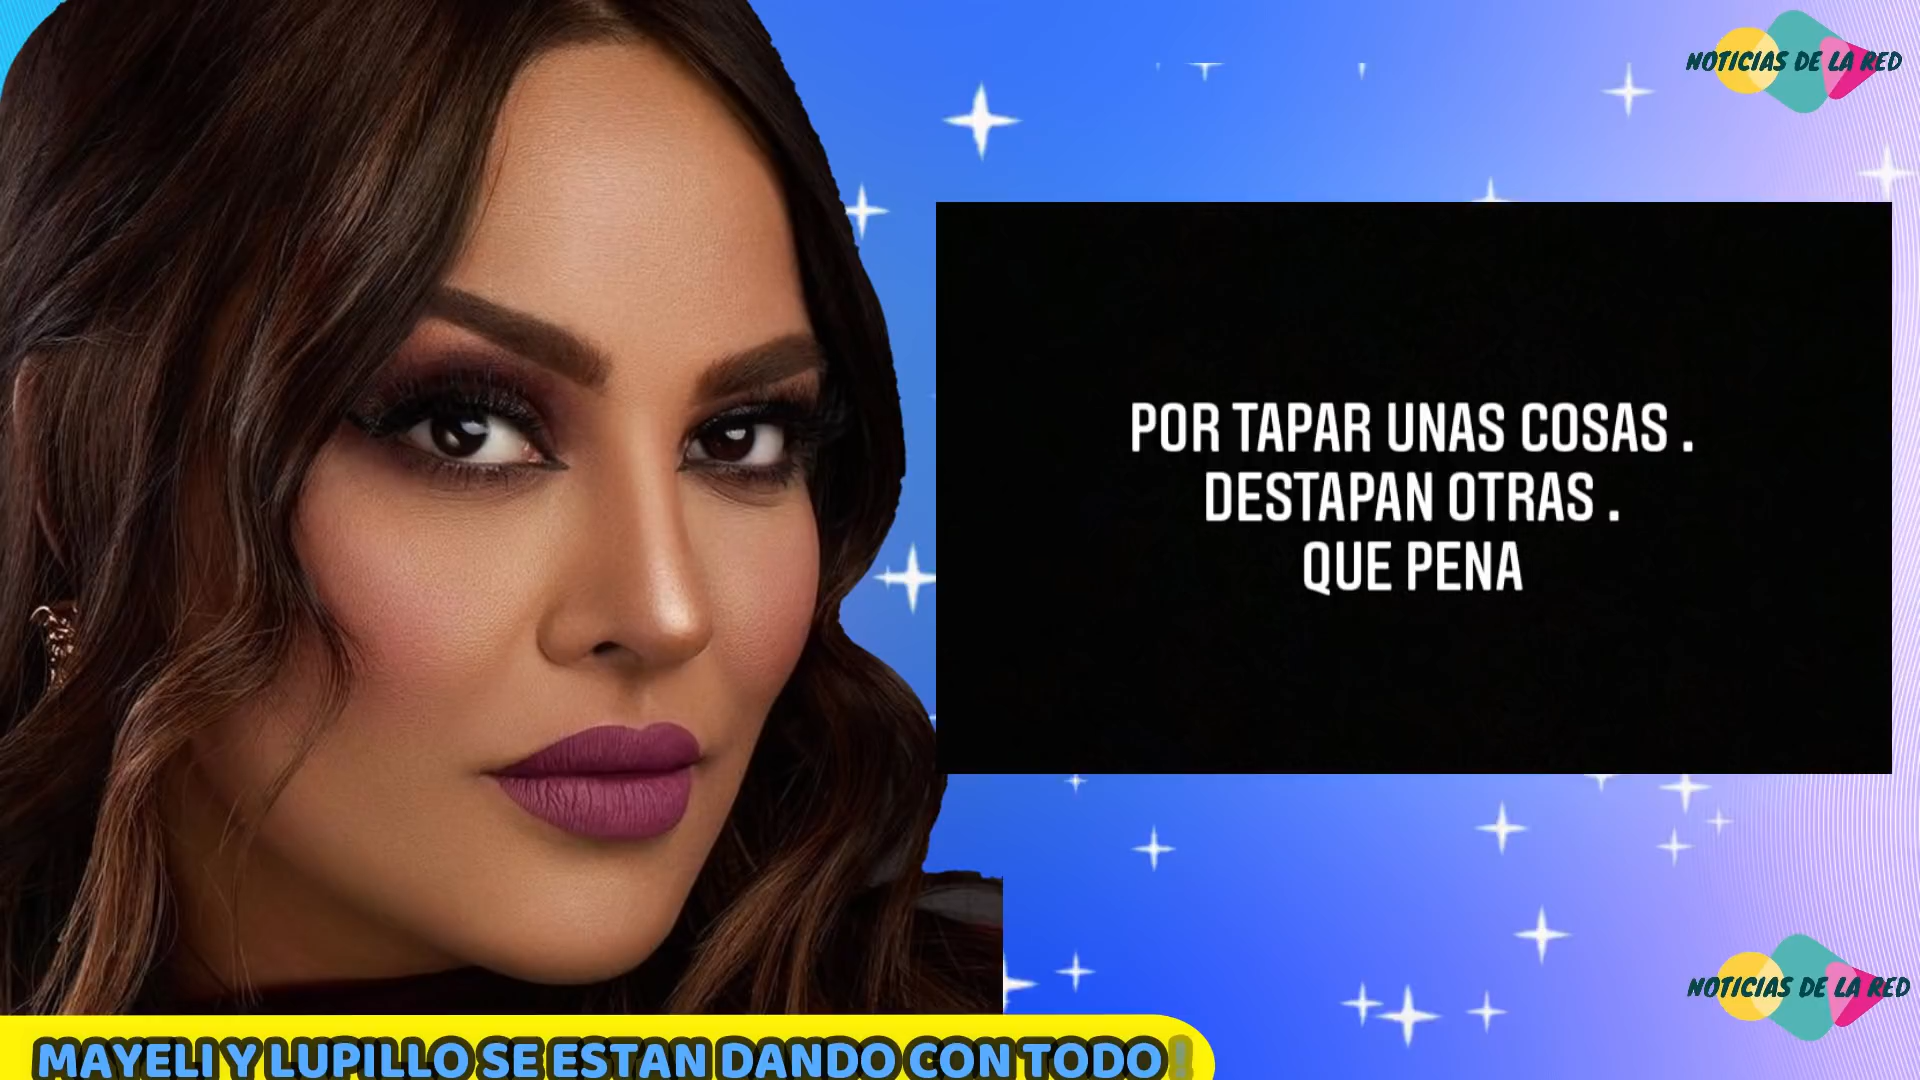 NOTICIAS DE LA RED
POR TAPAR UNAS COSAS .
DESTAPAN OTRAS .
QUE PENA
NOTICIAS DE LA RED
MAYELI Y LUPILLO SE ESTAN DANDO CON TODO !